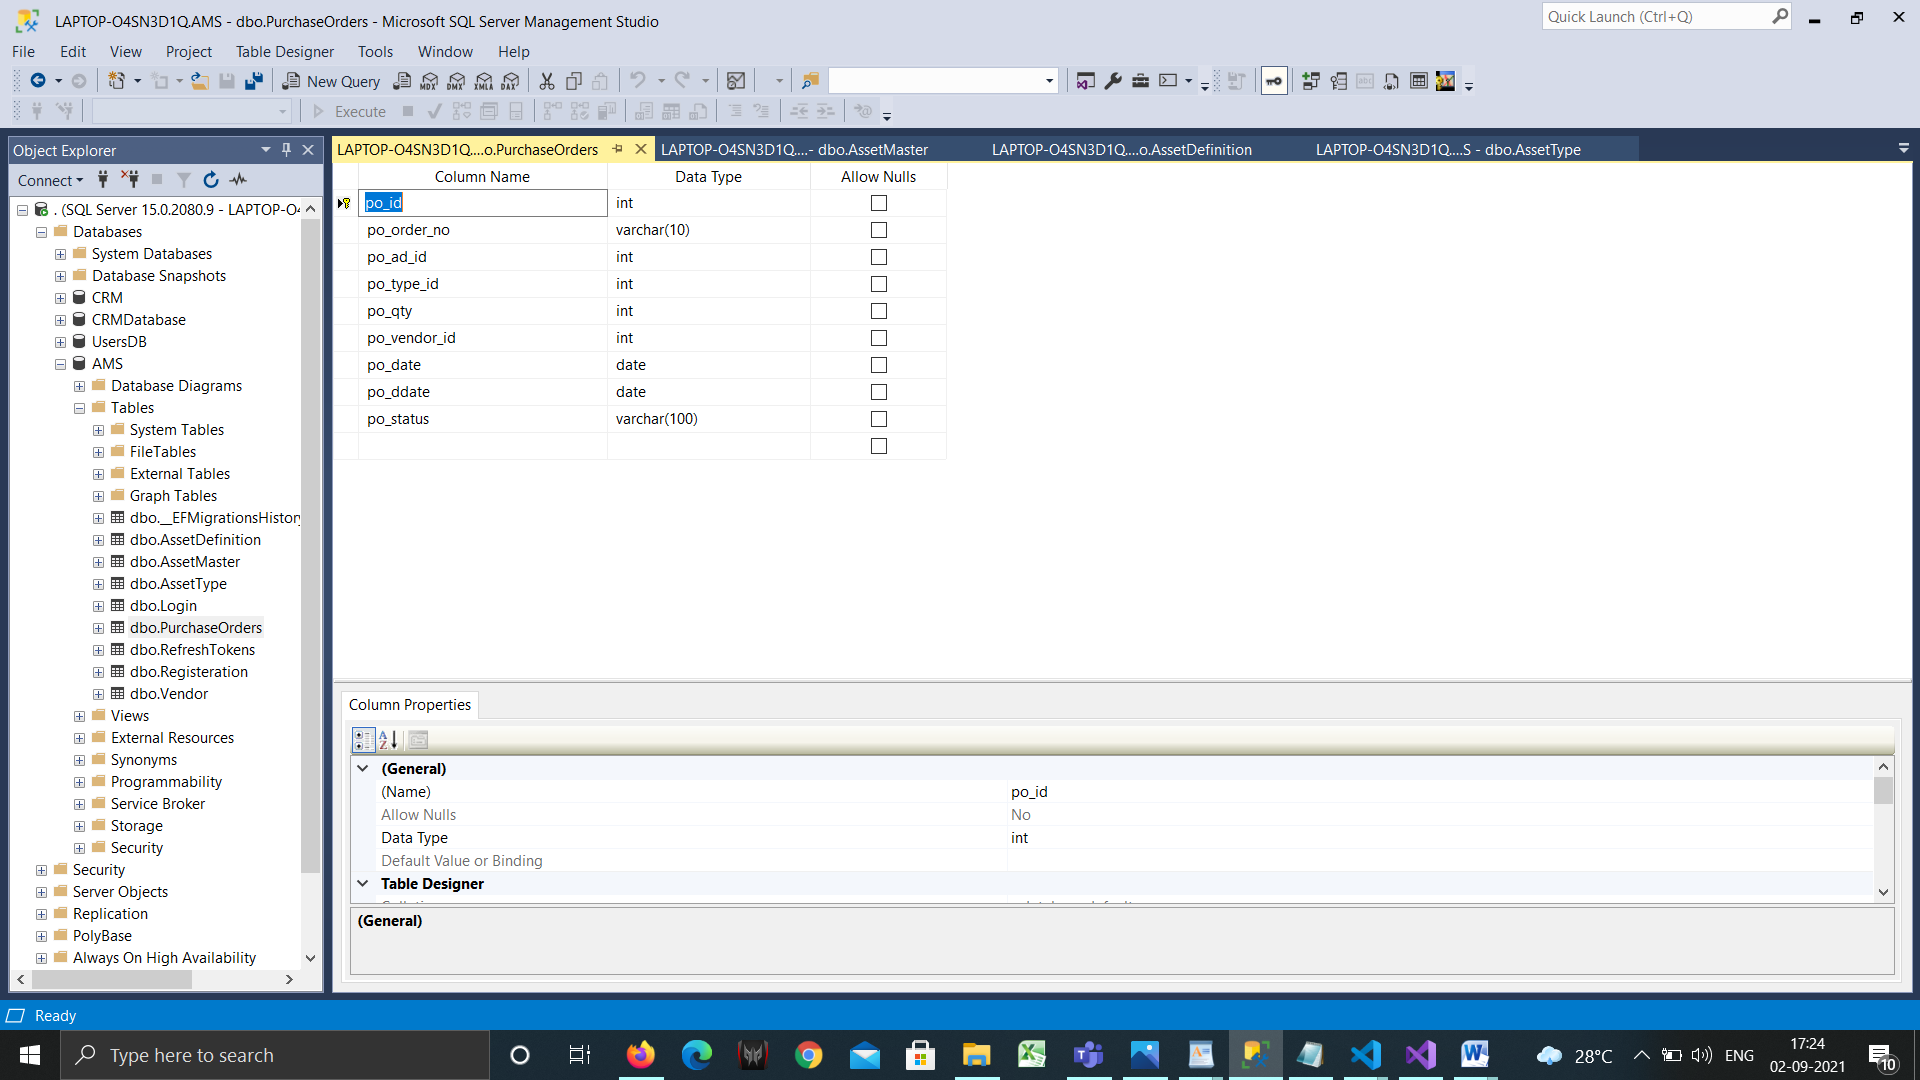 LAPTOP-O4SN3D1Q.AMS - dbo.PurchaseOrders - Microsoft SQL Server Management Studio
Quick Launch (Ctrl+Q)
File Edit View Project Table Designer Tools Window Help
New Query MDX DMX XMLA DAX
Execute
Object Explorer
Connect
. (SQL Server 15.0.2080.9 - LAPTOP-O4
Databases
System Databases
Database Snapshots
CRM
CRMDatabase
UsersDB
AMS
Database Diagrams
Tables
System Tables
FileTables
External Tables
Graph Tables
dbo.__EFMigrationsHistory
dbo.AssetDefinition
dbo.AssetMaster
dbo.AssetType
dbo.Login
dbo.PurchaseOrders
dbo.RefreshTokens
dbo.Registeration
dbo.Vendor
Views
External Resources
Synonyms
Programmability
Service Broker
Storage
Security
Security
Server Objects
Replication
PolyBase
Always On High Availability
LAPTOP-O4SN3D1Q....o.PurchaseOrders LAPTOP-O4SN3D1Q....- dbo.AssetMaster LAPTOP-O4SN3D1Q....o.AssetDefinition LAPTOP-O4SN3D1Q....S - dbo.AssetType
Column Name Data Type Allow Nulls
po_id int
po_order_no varchar(10)
po_ad_id int
po_type_id int
po_qty int
po_vendor_id int
po_date date
po_ddate date
po_status varchar(100)
Column Properties
(General)
(Name) po_id
Allow Nulls No
Data Type int
Default Value or Binding
Table Designer
(General)
Ready
Type here to search
28°C
ENG
17:24
02-09-2021
10